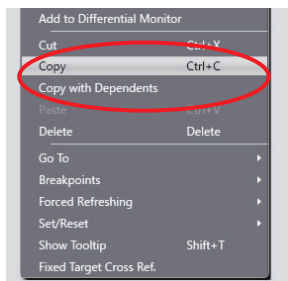 Add to Differential Monitor
Cut Ctrl+X
Copy Ctrl+C
Copy with Dependents
Paste Ctrl+V
Delete Delete
Go To
Breakpoints
Forced Refreshing
Set/Reset
Show Tooltip Shift+T
Fixed Target Cross Ref.